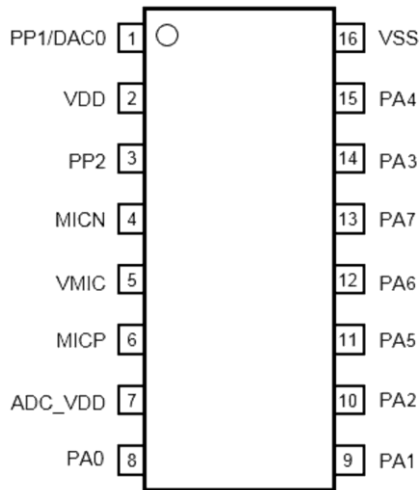 PP1/DAC0 1 16 VSS
VDD 2 15 PA4
PP2 3 14 PA3
MICN 4 13 PA7
VMIC 5 12 PA6
MICP 6 11 PA5
ADC_VDD 7 10 PA2
PA0 8 9 PA1